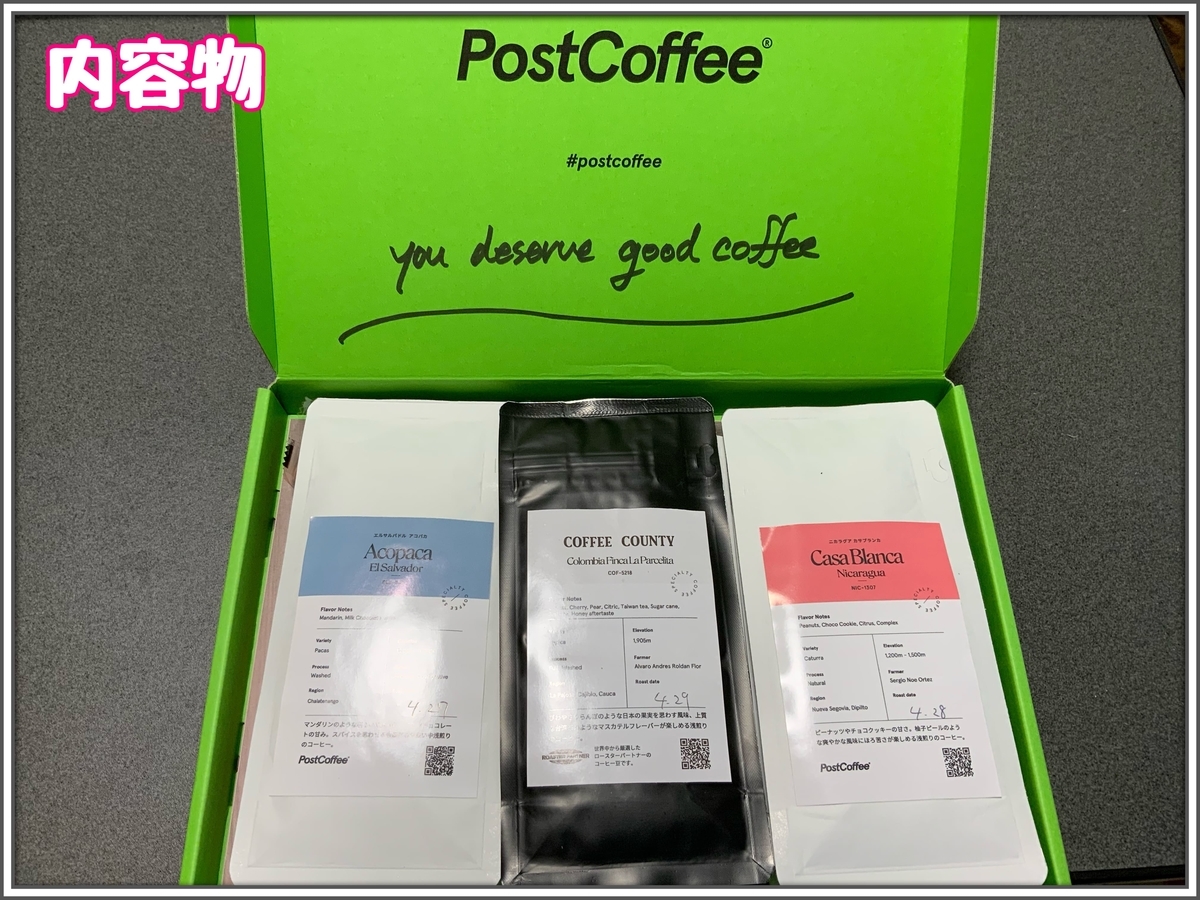 内容物
PostCoffee®
#postcoffee
you deserve good coffee
エルサルバドル アコパカ
Acopaca
El Salvador
SPECIALTY COFFEE
Flavor Notes
Mandarin, Milk
Variety
Pacas
Process
Washed
Region
Chalatenango
4.27
マンダリンのような
トの甘み。スパイスを
のコーヒー。
PostCoffee®
COFFEE COUNTY
Colombia Finca La Parcelita
COF-5218
SPECIALTY COFFEE
Notes
Cherry, Pear, Citric, Taiwan tea, Sugar cane,
Honey aftertaste
Elevation
1,905m
Farmer
Alvaro Andres Roldan Flor
Roast date
Cajibio, Cauca
4.29
んぼのような日本の果実を思わす風味、上質
ようなマスカテルフレーバーが楽しめる浅煎り
世界中から厳選した
ロースターパートナーの
コーヒー豆です。
ニカラグア カサブランカ
Casa Blanca
Nicaragua
NIC-1207
SPECIALTY COFFEE
Flavor Notes
Peanuts, Choco Cookie, Citrus, Complex
Variety
Caturra
Elevation
1,200m - 1,500m
Process
Natural
Farmer
Sergio Noe Ortez
Region
Nueva Segovia, Dipilto
Roast date
4.28
ピーナッツやチョコクッキーの甘さ。柚子ピールのよう
な爽やかな風味にほろ苦さが楽しめる浅煎りのコーヒー。
PostCoffee®